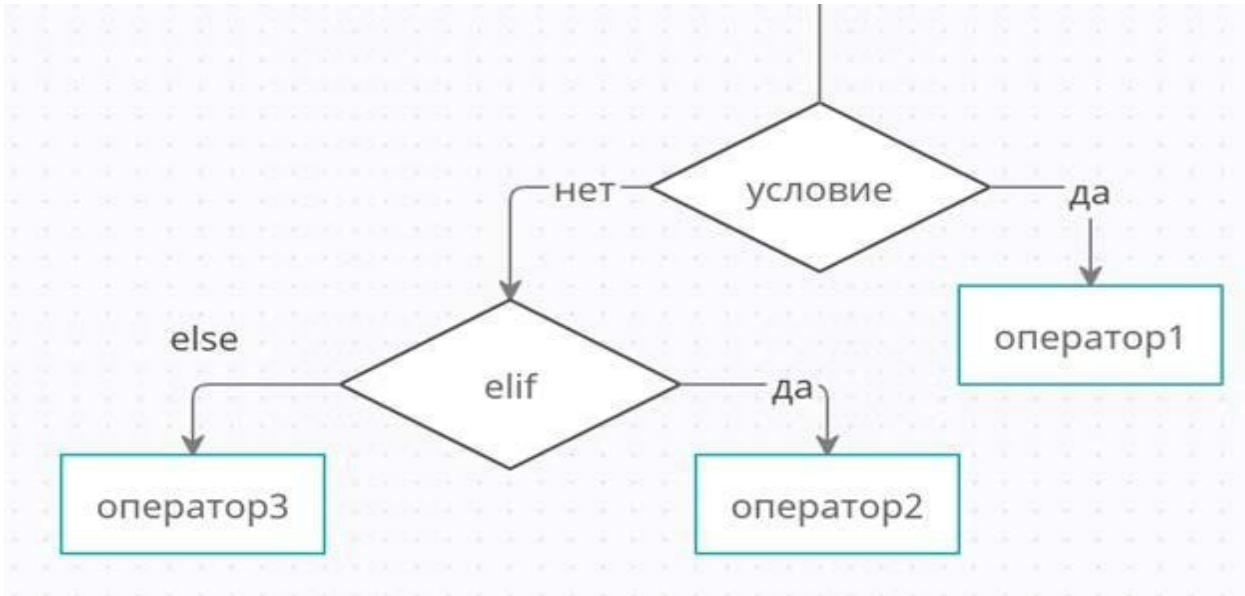 нет
условие
да
оператор1
else
elif
да
оператор3
оператор2